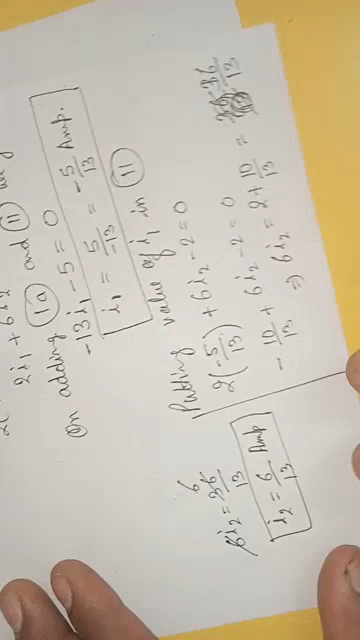 2i₁ + 6i₂
On adding (1a) and (11)
-13i₁ - 5 = 0
i₁ = 5/-13 = -5/13 Amp.
Putting value of i₁ in (11)
2(-5/13) + 6i₂ - 2 = 0
-10/13 + 6i₂ - 2 = 0
⇒ 6i₂ = 2 + 10/13 = 36/13
6i₂ = 36/13
6
i₂ = 6/13 Amp